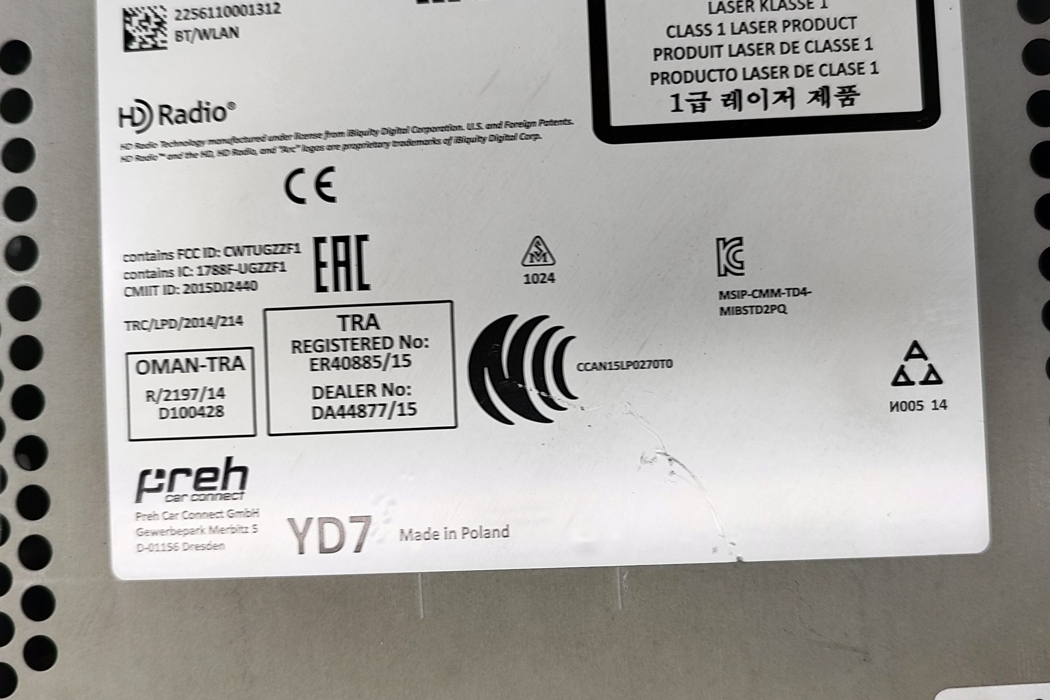 2256110001312
BT/WLAN
LASER KLASSE 1
CLASS 1 LASER PRODUCT
PRODUIT LASER DE CLASSE 1
PRODUCTO LASER DE CLASE 1
1급 레이저 제품
HD Radio®
HD Radio Technology manufactured under license from iBiquity Digital Corporation. U.S. and Foreign Patents.
HD Radio™ and the HD, HD Radio, and "Arc" logos are proprietary trademarks of iBiquity Digital Corp.
CE
contains FCC ID: CWTUGZZF1
contains IC: 1788F-UGZZF1
CMIIT ID: 2015DJ2440
EAC
1024
MSIP-CMM-TD4-
MIBSTD2PQ
TRC/LPD/2014/214
OMAN-TRA
R/2197/14
D100428
TRA
REGISTERED No:
ER40885/15
DEALER No:
DA44877/15
CCAN15LP0270T0
И005 14
preh
car connect
Preh Car Connect GmbH
Gewerbepark Merbitz 5
D-01156 Dresden
YD7
Made in Poland